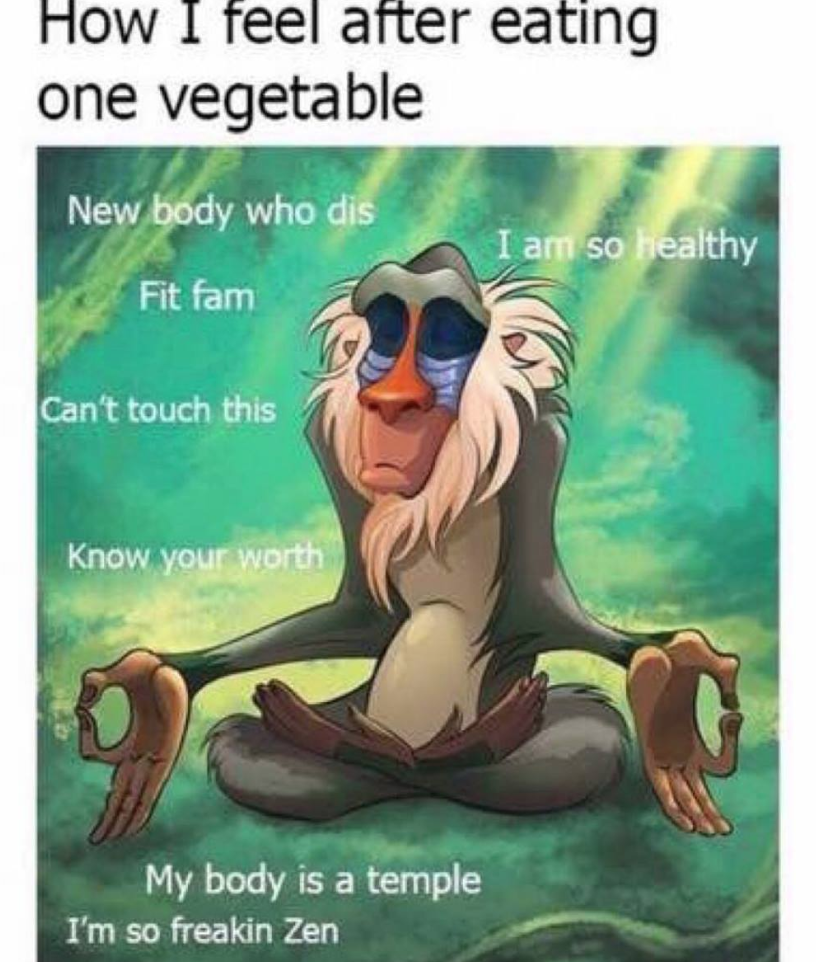 How I feel after eating
one vegetable
New body who dis
I am so healthy
Fit fam
Can't touch this
Know your worth
My body is a temple
I'm so freakin Zen